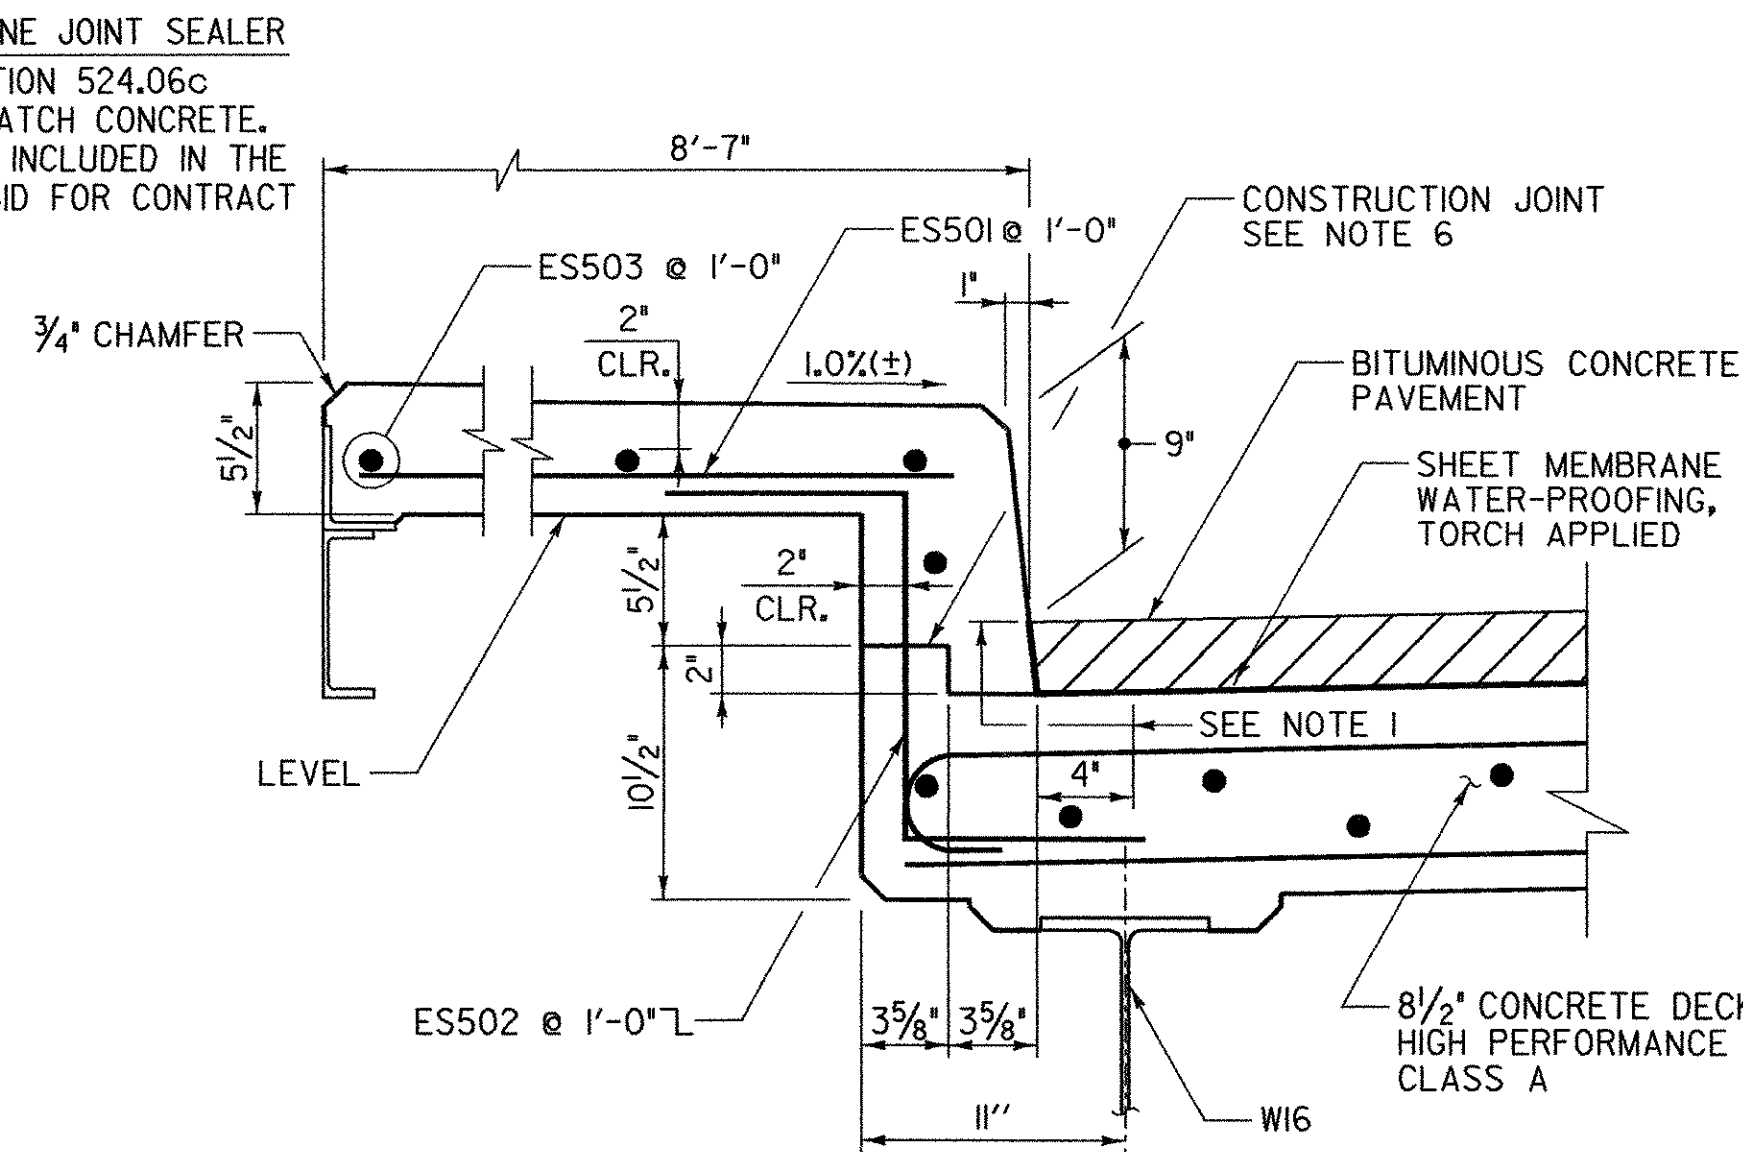 NE JOINT SEALER
TION 524.06c
ATCH CONCRETE.
INCLUDED IN THE
ID FOR CONTRACT
8'-7"
CONSTRUCTION JOINT
SEE NOTE 6
ES501 @ 1'-0"
ES503 @ 1'-0"
1"
3/4" CHAMFER
2"
CLR.
1.0%(±)
BITUMINOUS CONCRETE
PAVEMENT
5 1/2"
9"
SHEET MEMBRANE
WATER-PROOFING,
TORCH APPLIED
5 1/2"
2"
CLR.
2"
SEE NOTE 1
LEVEL
10 1/2"
4"
ES502 @ 1'-0"
3 5/8" 3 5/8"
8 1/2" CONCRETE DECK
HIGH PERFORMANCE
CLASS A
11''
W16